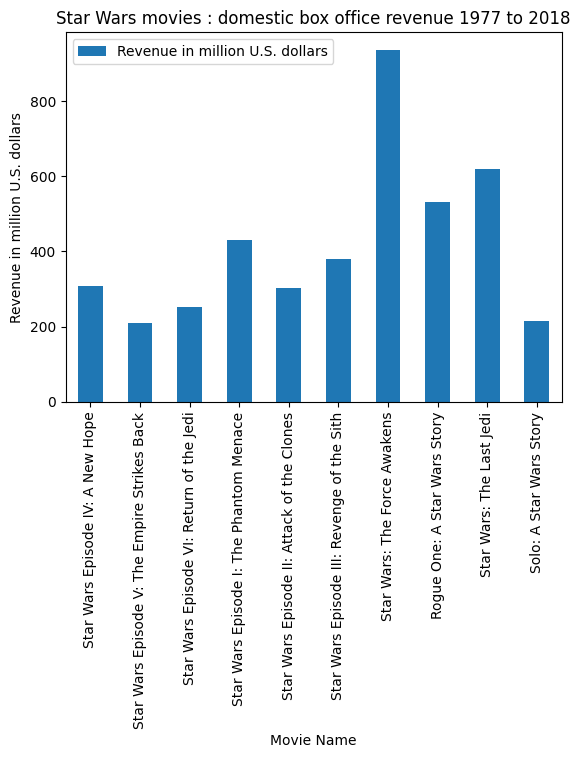 Star Wars movies : domestic box office revenue 1977 to 2018
Revenue in million U.S. dollars
Revenue in million U.S. dollars
800
600
400
200
0
Star Wars Episode IV: A New Hope
Star Wars Episode V: The Empire Strikes Back
Star Wars Episode VI: Return of the Jedi
Star Wars Episode I: The Phantom Menace
Star Wars Episode II: Attack of the Clones
Star Wars Episode III: Revenge of the Sith
Star Wars: The Force Awakens
Rogue One: A Star Wars Story
Star Wars: The Last Jedi
Solo: A Star Wars Story
Movie Name